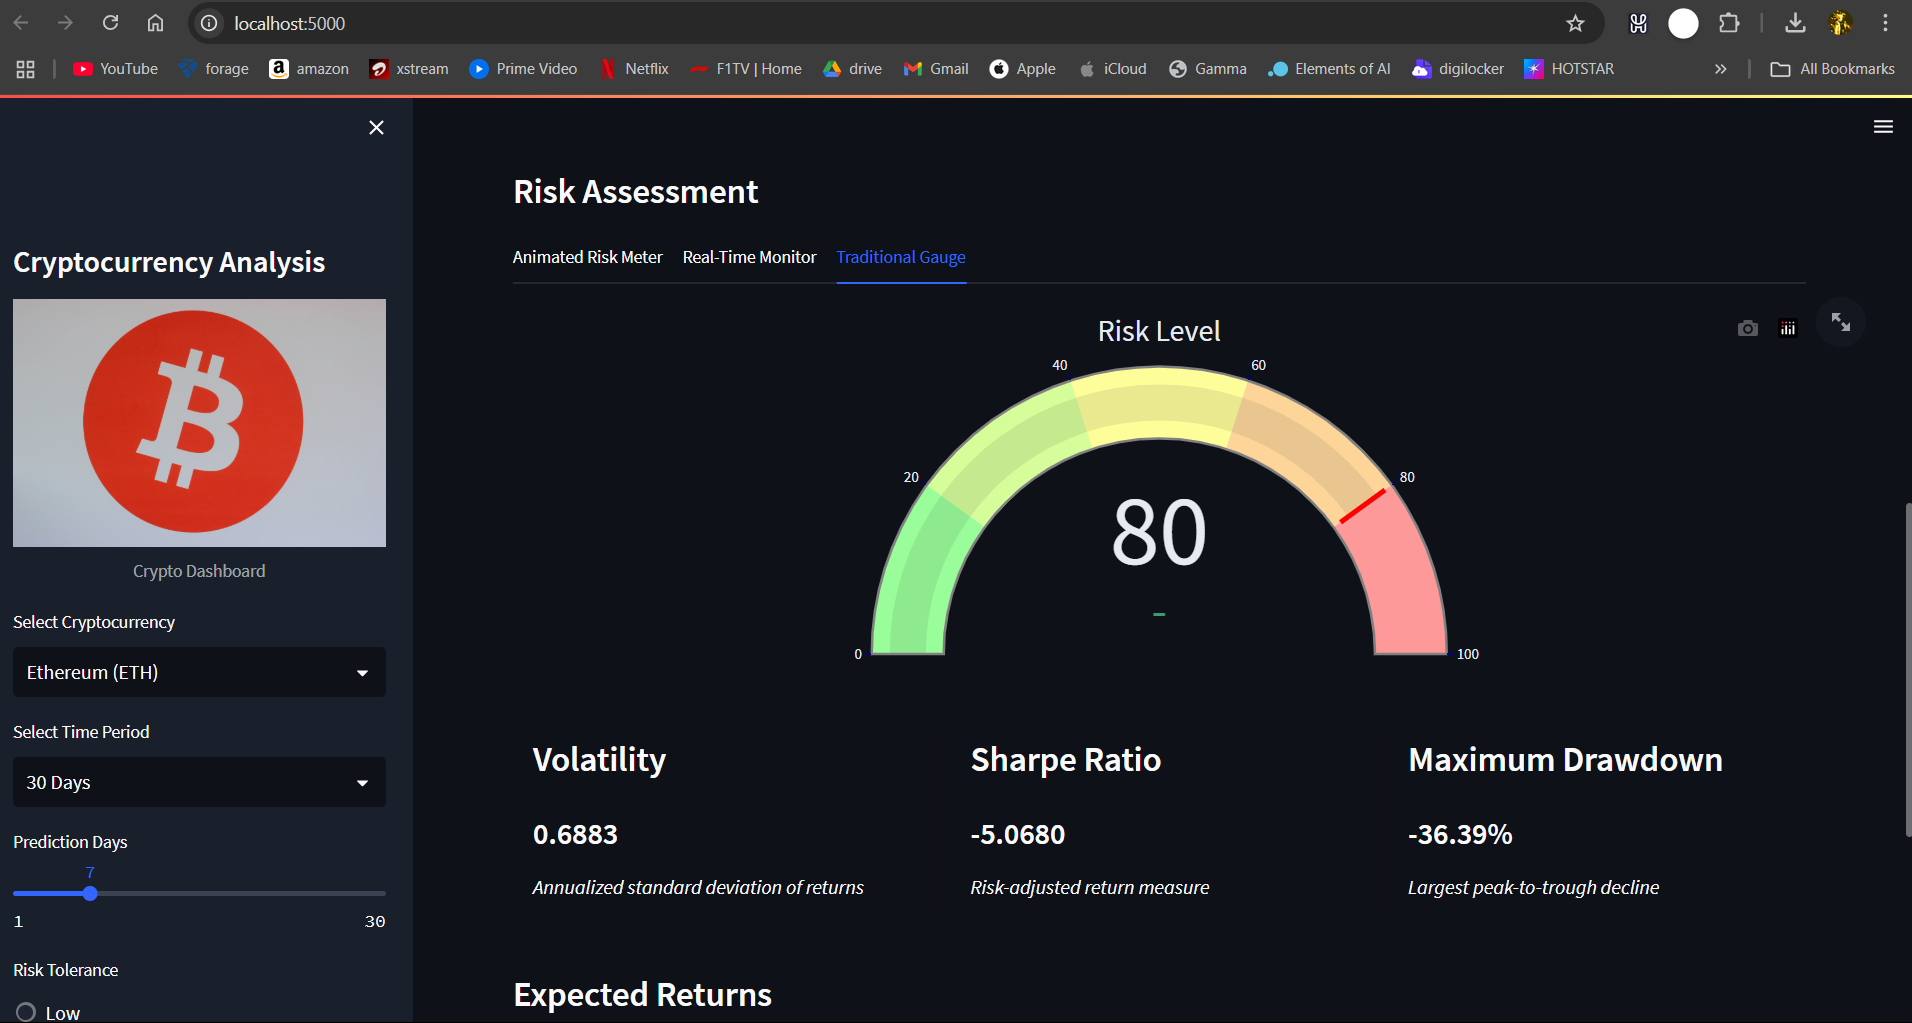 localhost:5000
YouTube forage amazon xstream Prime Video Netflix F1TV | Home drive Gmail Apple iCloud Gamma Elements of AI digilocker HOTSTAR » All Bookmarks
Cryptocurrency Analysis
Crypto Dashboard
Select Cryptocurrency
Ethereum (ETH)
Select Time Period
30 Days
Prediction Days
7
1 30
Risk Tolerance
Low
Risk Assessment
Animated Risk Meter Real-Time Monitor Traditional Gauge
Risk Level
40 60
20 80
80
-
0 100
Volatility
0.6883
Annualized standard deviation of returns
Sharpe Ratio
-5.0680
Risk-adjusted return measure
Maximum Drawdown
-36.39%
Largest peak-to-trough decline
Expected Returns